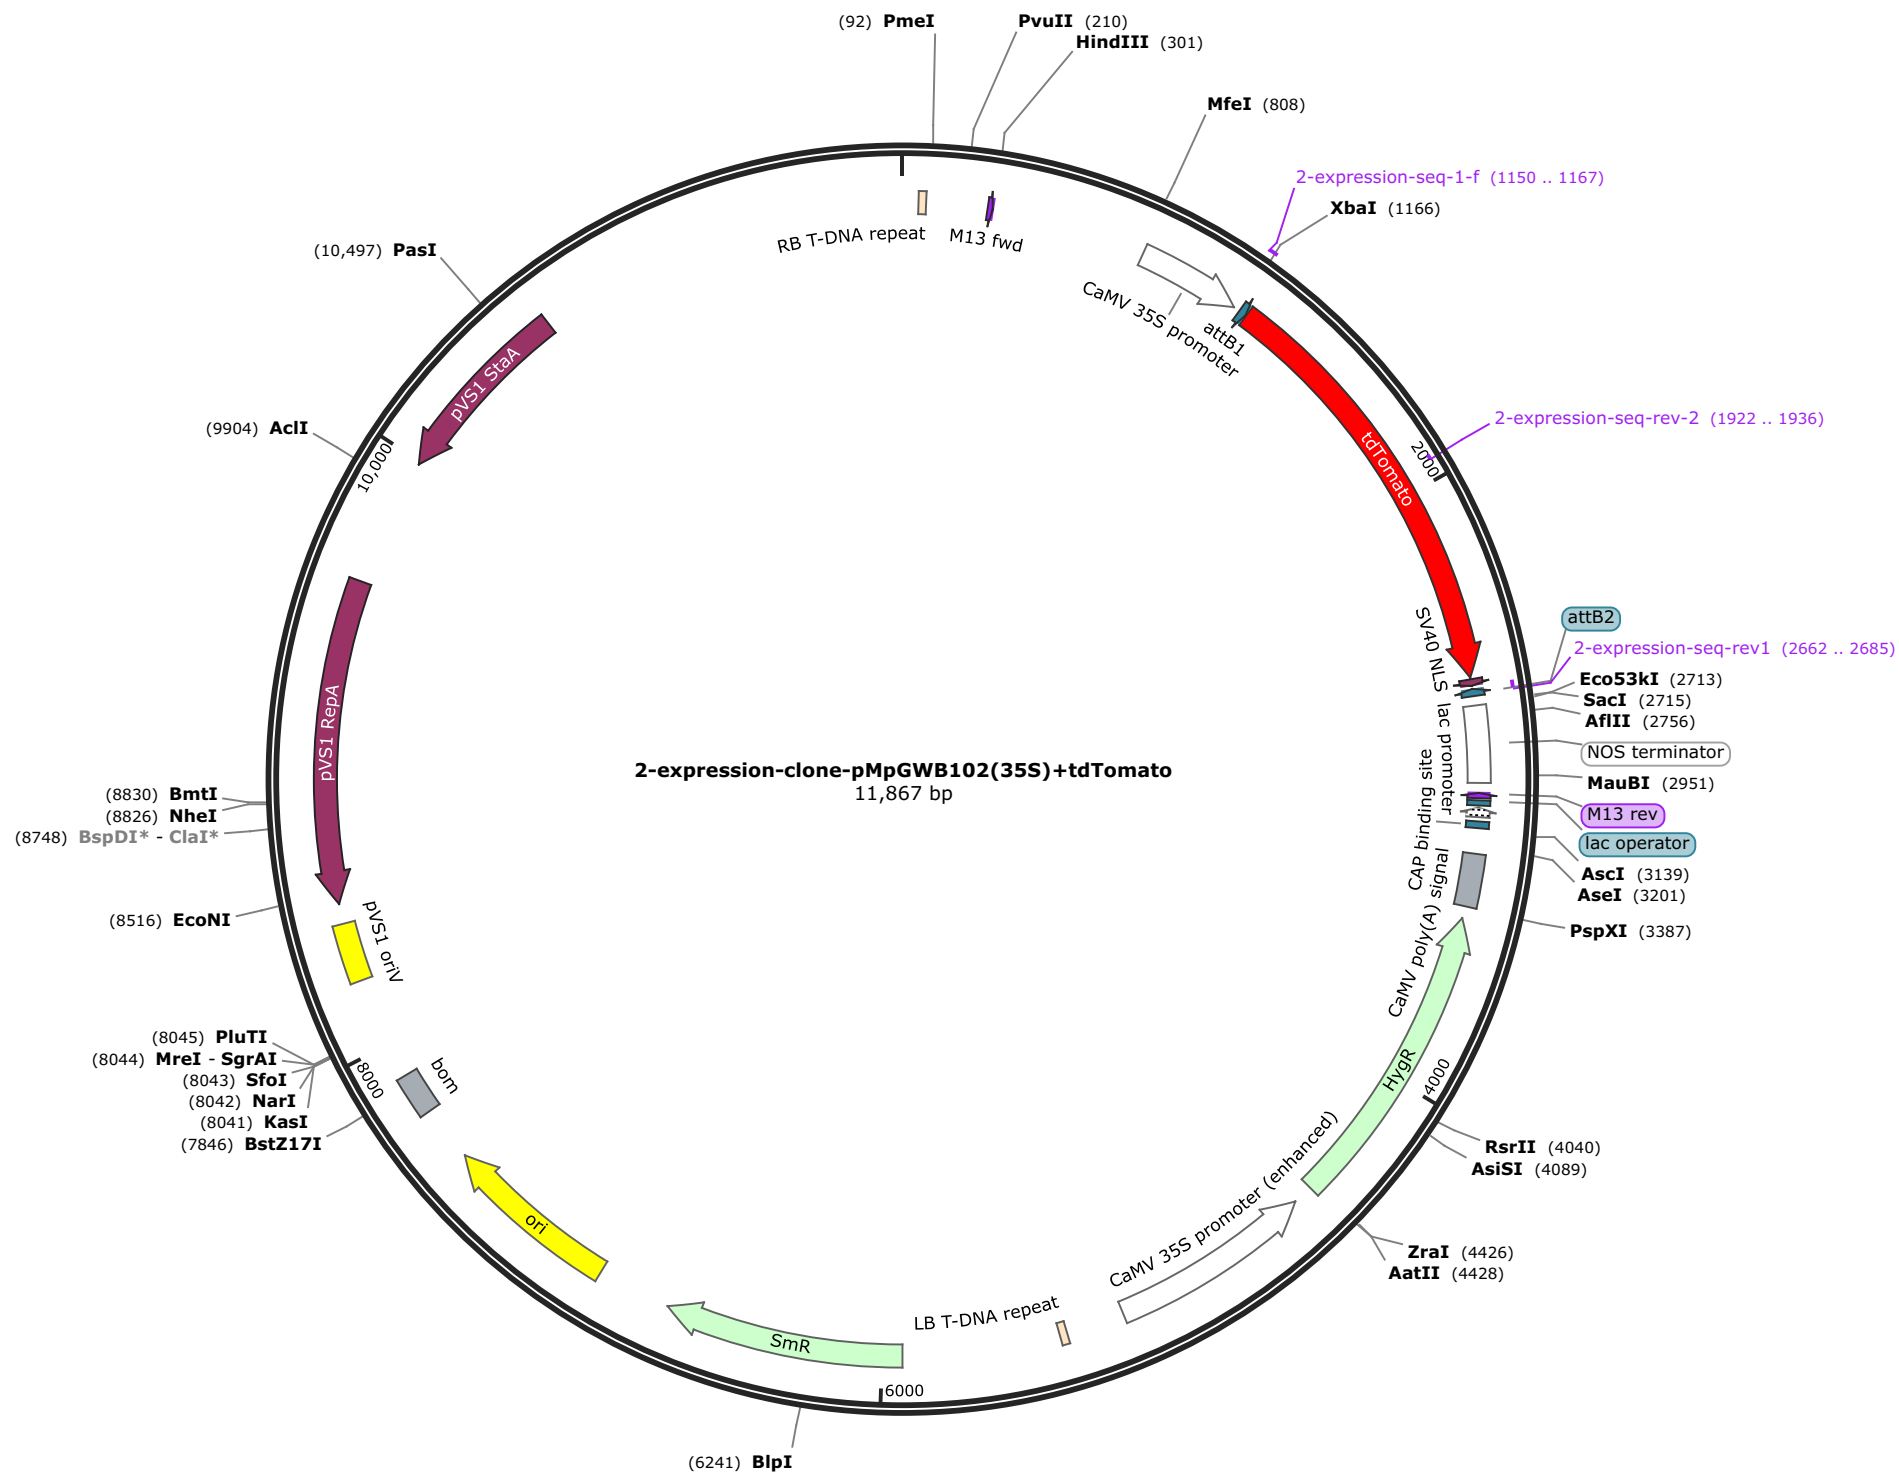 (92) PmeI
PvuII (210)
HindIII (301)
MfeI (808)
2-expression-seq-1-f (1150 .. 1167)
XbaI (1166)
2-expression-seq-rev-2 (1922 .. 1936)
2000
attB2
2-expression-seq-rev1 (2662 .. 2685)
Eco53kI (2713)
SacI (2715)
AflII (2756)
NOS terminator
MauBI (2951)
M13 rev
lac operator
AscI (3139)
AseI (3201)
PspXI (3387)
4000
RsrII (4040)
AsiSI (4089)
ZraI (4426)
AatII (4428)
6000
(6241) BlpI
(7846) BstZ17I
(8041) KasI
(8042) NarI
(8043) SfoI
(8044) MreI - SgrAI
(8045) PluTI
8000
(8516) EcoNI
(8748) BspDI* - ClaI*
(8826) NheI
(8830) BmtI
(9904) AclI
10,000
(10,497) PasI
RB T-DNA repeat
M13 fwd
CaMV 35S promoter
attB1
tdTomato
SV40 NLS
lac promoter
CAP binding site
CaMV poly(A) signal
HygR
CaMV 35S promoter (enhanced)
LB T-DNA repeat
SmR
ori
bom
pVS1 oriV
pVS1 RepA
pVS1 StaA
2-expression-clone-pMpGWB102(35S)+tdTomato
11,867 bp